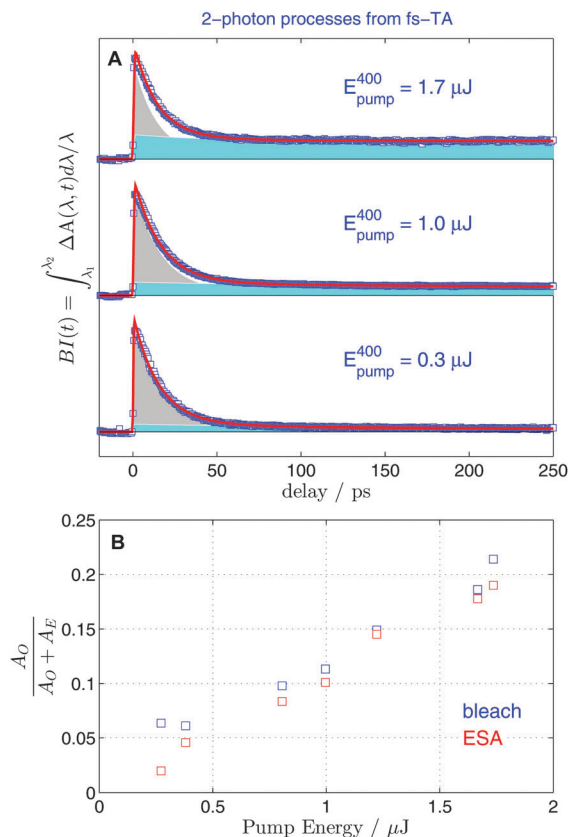 2-photon processes from fs-TA
A
E^400_pump = 1.7 μJ
E^400_pump = 1.0 μJ
E^400_pump = 0.3 μJ
BI(t) = ∫_{λ₁}^{λ₂} ΔA(λ, t)dλ/λ
0 50 100 150 200 250
delay / ps
B
0.25
0.2
0.15
0.1
0.05
0
A_O / (A_O + A_E)
bleach
ESA
0 0.5 1 1.5 2
Pump Energy / μJ